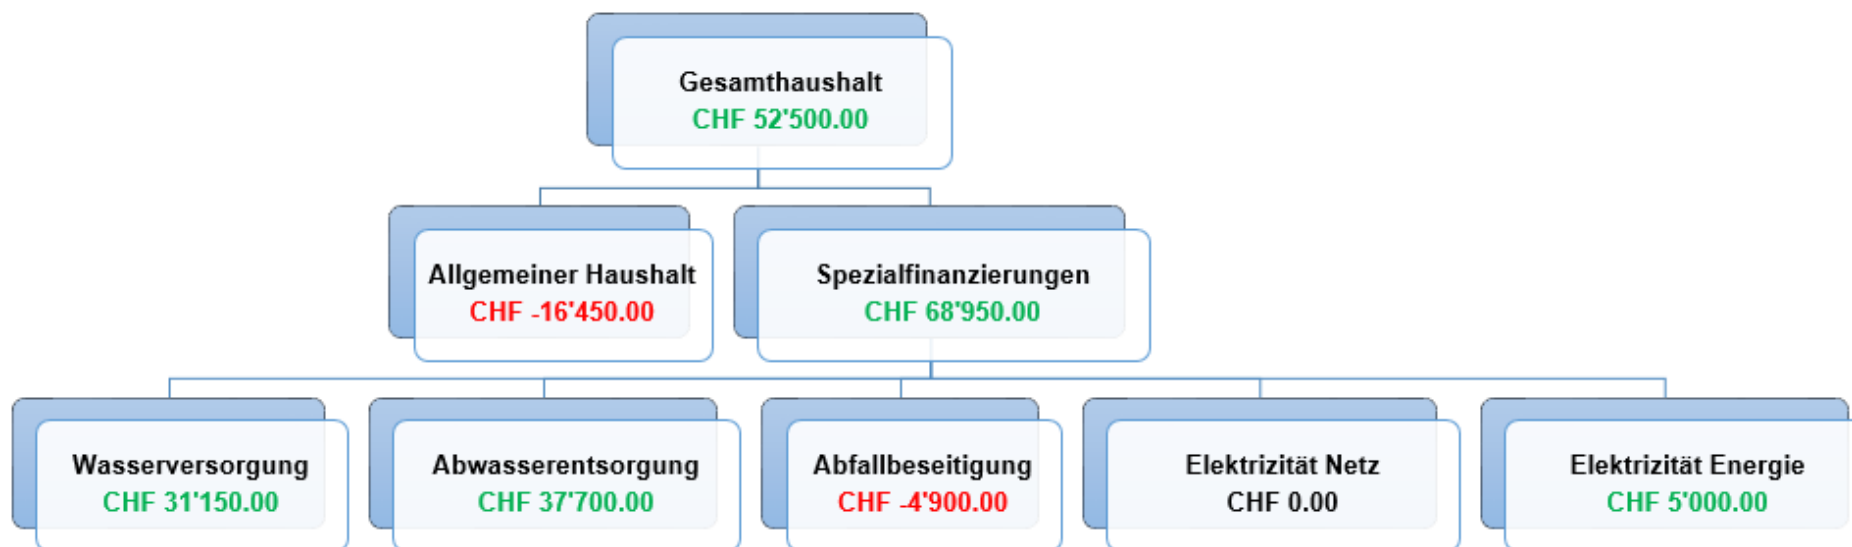 Gesamthaushalt
CHF 52'500.00
Allgemeiner Haushalt
CHF -16'450.00
Spezialfinanzierungen
CHF 68'950.00
Wasserversorgung
CHF 31'150.00
Abwasserentsorgung
CHF 37'700.00
Abfallbeseitigung
CHF -4'900.00
Elektrizität Netz
CHF 0.00
Elektrizität Energie
CHF 5'000.00